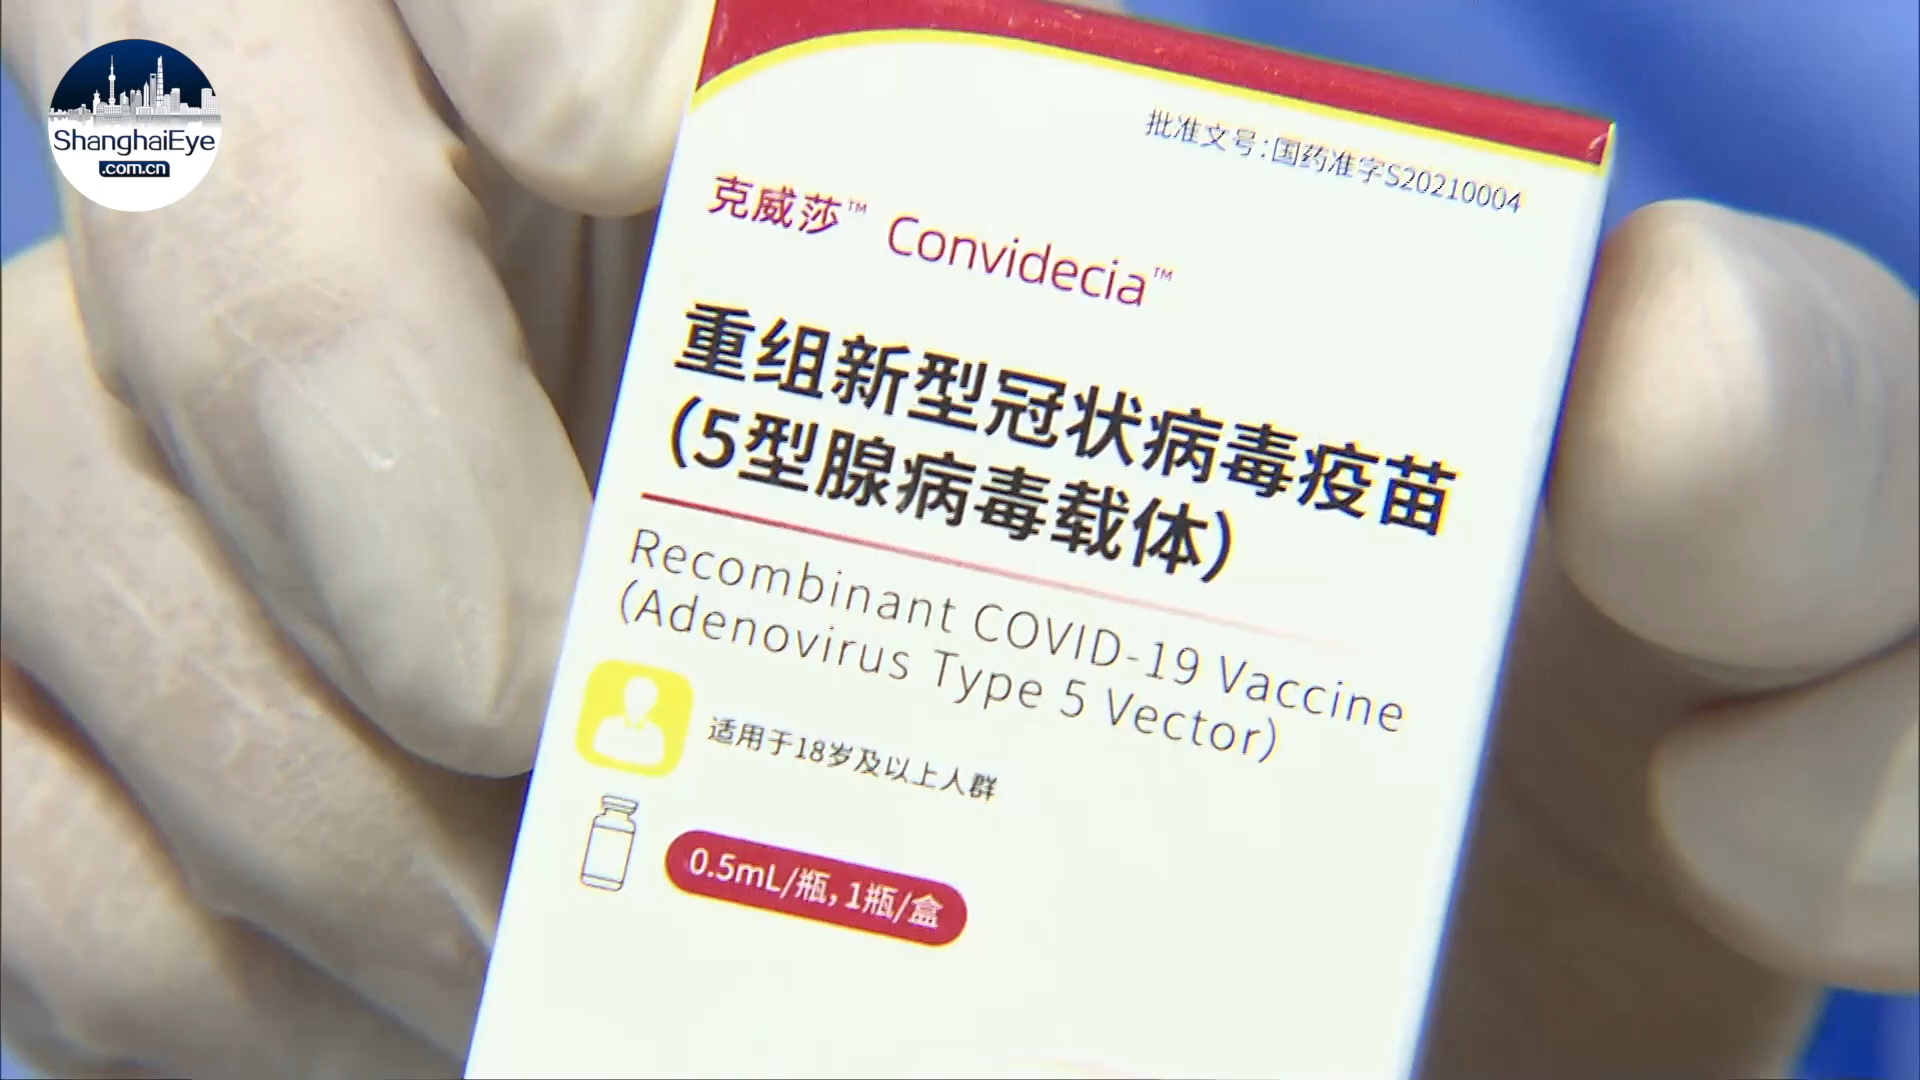 ShanghaiEye
.com.cn
批准文号:国药准字S20210004
克威莎™ Convidecia™
重组新型冠状病毒疫苗
(5型腺病毒载体)
Recombinant COVID-19 Vaccine
(Adenovirus Type 5 Vector)
适用于18岁及以上人群
0.5mL/瓶, 1瓶/盒